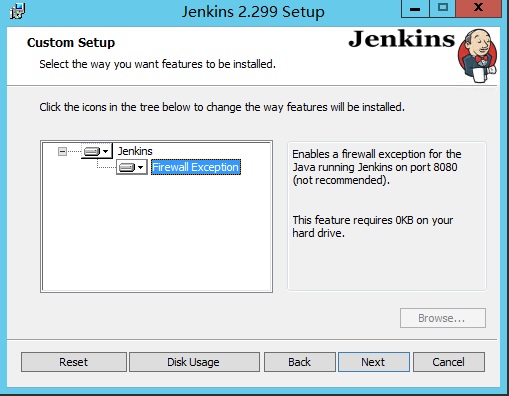 Jenkins 2.299 Setup
Custom Setup
Select the way you want features to be installed.
Jenkins
Click the icons in the tree below to change the way features will be installed.
Jenkins
Firewall Exception
Enables a firewall exception for the
Java running Jenkins on port 8080
(not recommended).
This feature requires 0KB on your
hard drive.
Browse...
Reset
Disk Usage
Back
Next
Cancel